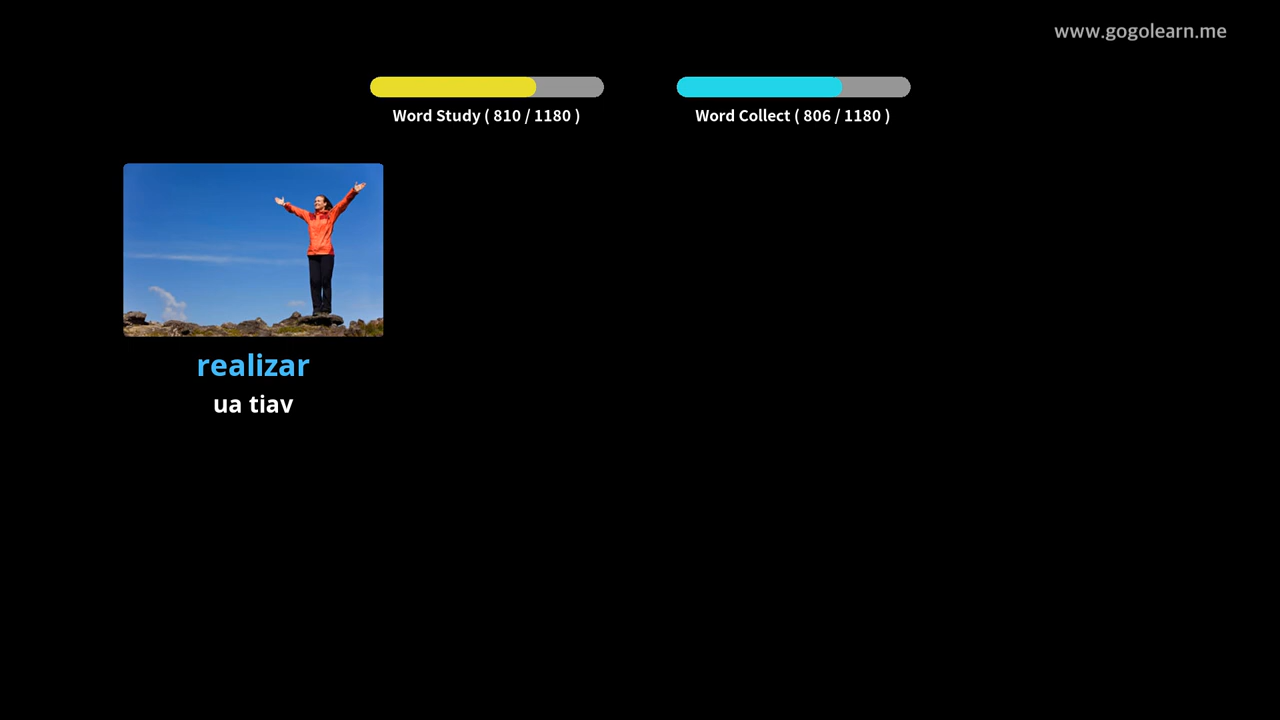 www.gogolearn.me
Word Study ( 810 / 1180 )
Word Collect ( 806 / 1180 )
realizar
ua tiav